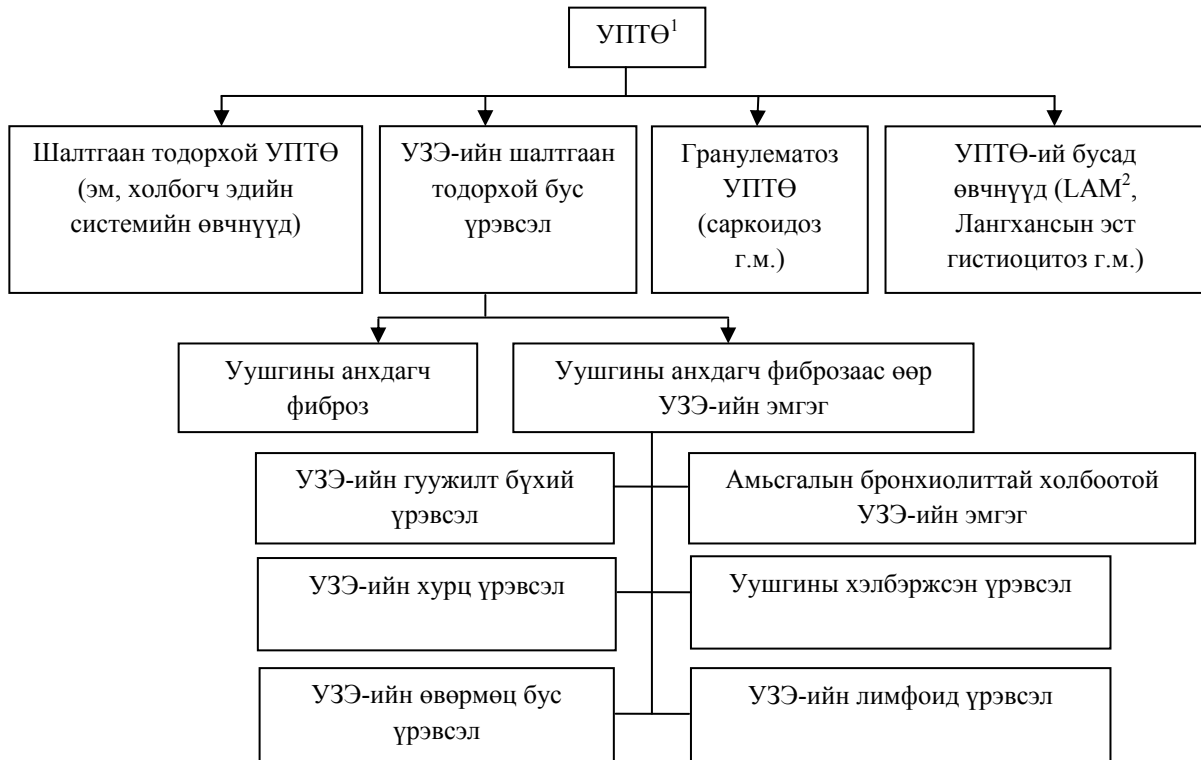 УПТӨ¹
Шалтгаан тодорхой УПТӨ
(эм, холбогч эдийн
системийн өвчнүүд)
УЗЭ-ийн шалтгаан
тодорхой бус
үрэвсэл
Гранулематоз
УПТӨ
(саркоидоз
г.м.)
УПТӨ-ий бусад
өвчнүүд (LAM²,
Лангхансын эст
гистиоцитоз г.м.)
Уушгины анхдагч
фиброз
Уушгины анхдагч фиброзаас өөр
УЗЭ-ийн эмгэг
УЗЭ-ийн гуужилт бүхий
үрэвсэл
Амьсгалын бронхиолиттай холбоотой
УЗЭ-ийн эмгэг
УЗЭ-ийн хурц үрэвсэл
Уушгины хэлбэржсэн үрэвсэл
УЗЭ-ийн өвөрмөц бус
үрэвсэл
УЗЭ-ийн лимфоид үрэвсэл